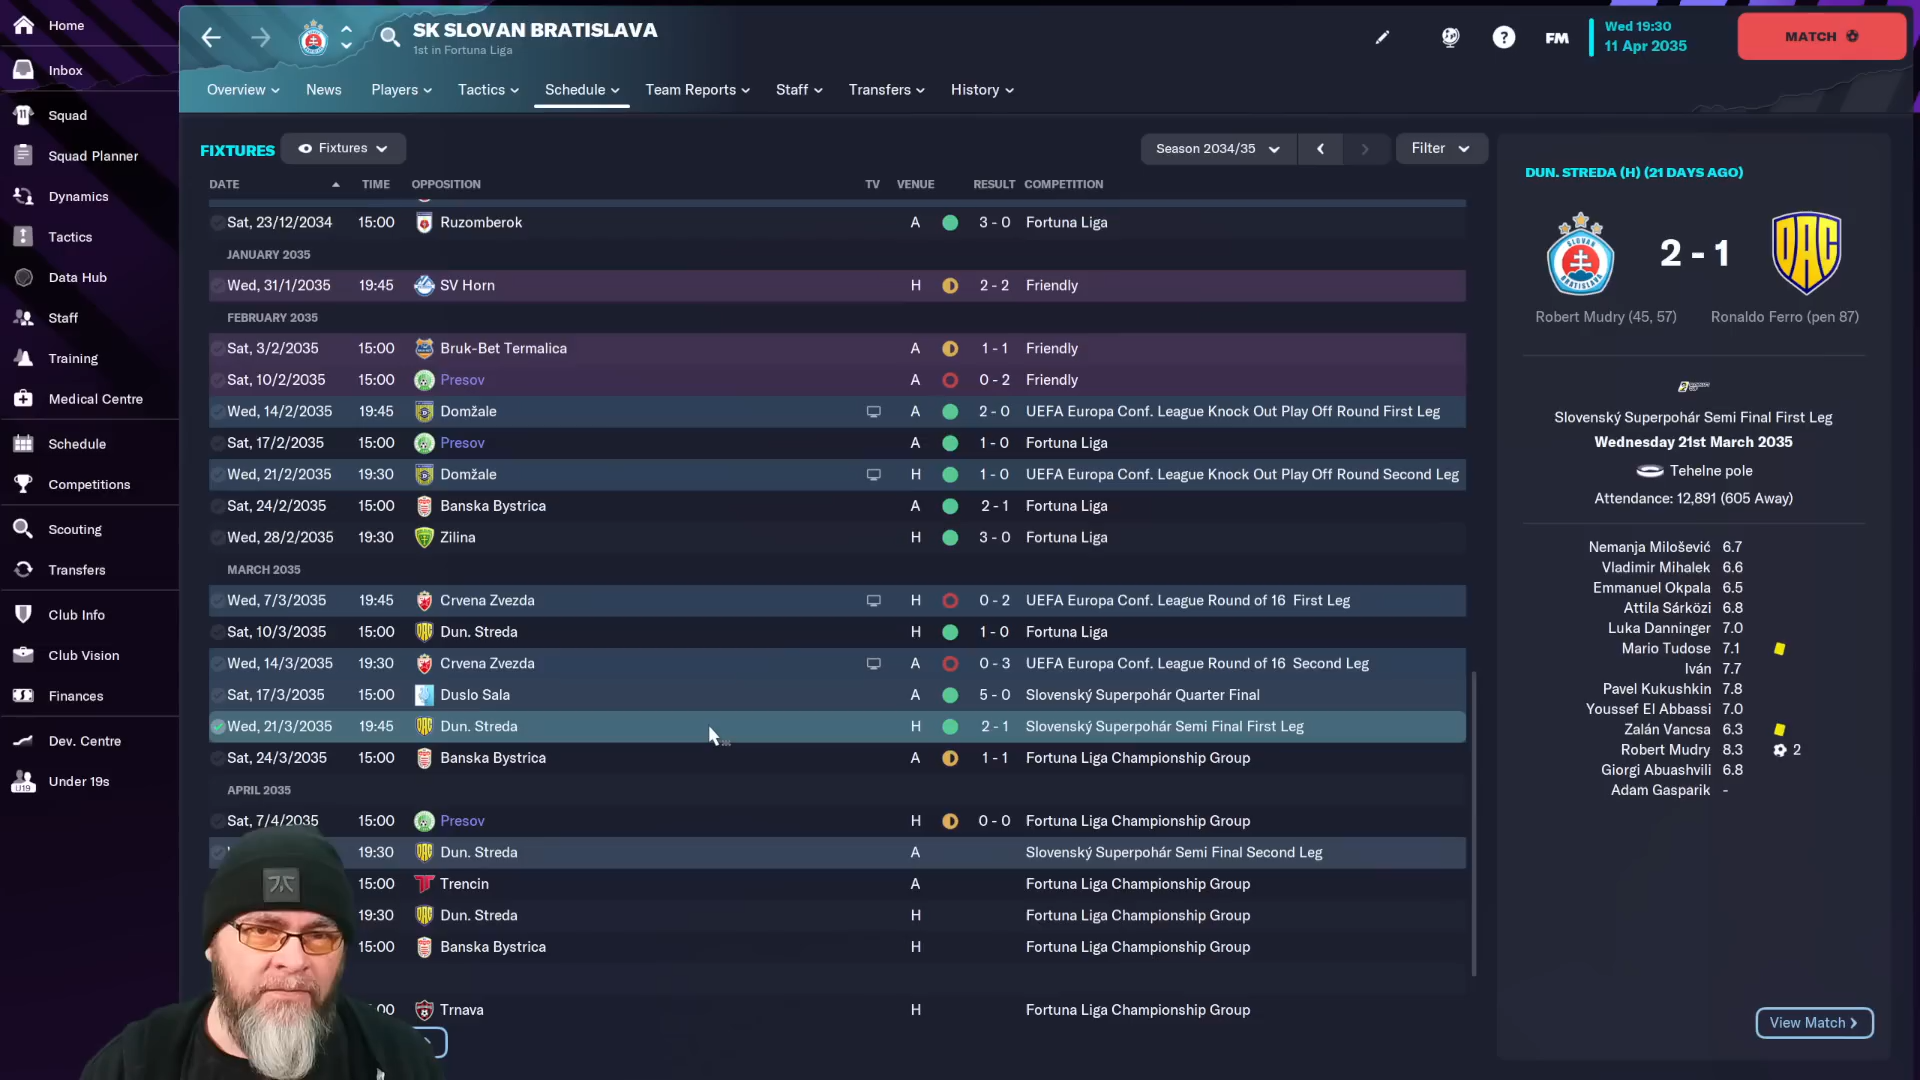 Home
Inbox
Squad
Squad Planner
Dynamics
Tactics
Data Hub
Staff
Training
Medical Centre
Schedule
Competitions
Scouting
Transfers
Club Info
Club Vision
Finances
Dev. Centre
Under 19s
SK SLOVAN BRATISLAVA
1st in Fortuna Liga
FM
Wed 19:30
11 Apr 2035
MATCH
Overview News Players Tactics Schedule Team Reports Staff Transfers History
FIXTURES Fixtures Season 2034/35 Filter
DATE TIME OPPOSITION TV VENUE RESULT COMPETITION
Sat, 23/12/2034 15:00 Ruzomberok A 3 - 0 Fortuna Liga
JANUARY 2035
Wed, 31/1/2035 19:45 SV Horn H 2 - 2 Friendly
FEBRUARY 2035
Sat, 3/2/2035 15:00 Bruk-Bet Termalica A 1 - 1 Friendly
Sat, 10/2/2035 15:00 Presov A 0 - 2 Friendly
Wed, 14/2/2035 19:45 Domžale A 2 - 0 UEFA Europa Conf. League Knock Out Play Off Round First Leg
Sat, 17/2/2035 15:00 Presov A 1 - 0 Fortuna Liga
Wed, 21/2/2035 19:30 Domžale H 1 - 0 UEFA Europa Conf. League Knock Out Play Off Round Second Leg
Sat, 24/2/2035 15:00 Banska Bystrica A 2 - 1 Fortuna Liga
Wed, 28/2/2035 19:30 Zilina H 3 - 0 Fortuna Liga
MARCH 2035
Wed, 7/3/2035 19:45 Crvena Zvezda H 0 - 2 UEFA Europa Conf. League Round of 16 First Leg
Sat, 10/3/2035 15:00 Dun. Streda H 1 - 0 Fortuna Liga
Wed, 14/3/2035 19:30 Crvena Zvezda A 0 - 3 UEFA Europa Conf. League Round of 16 Second Leg
Sat, 17/3/2035 15:00 Duslo Sala A 5 - 0 Slovenský Superpohár Quarter Final
Wed, 21/3/2035 19:45 Dun. Streda H 2 - 1 Slovenský Superpohár Semi Final First Leg
Sat, 24/3/2035 15:00 Banska Bystrica A 1 - 1 Fortuna Liga Championship Group
APRIL 2035
Sat, 7/4/2035 15:00 Presov H 0 - 0 Fortuna Liga Championship Group
19:30 Dun. Streda A Slovenský Superpohár Semi Final Second Leg
15:00 Trencin A Fortuna Liga Championship Group
19:30 Dun. Streda H Fortuna Liga Championship Group
15:00 Banska Bystrica H Fortuna Liga Championship Group
:00 Trnava H Fortuna Liga Championship Group
DUN. STREDA (H) (21 DAYS AGO)
SLOVAN
BRATISLAVA
2 - 1
DAC
Robert Mudry (45, 57) Ronaldo Ferro (pen 87)
Slovenský Superpohár Semi Final First Leg
Wednesday 21st March 2035
Tehelne pole
Attendance: 12,891 (605 Away)
Nemanja Milošević 6.7
Vladimir Mihalek 6.6
Emmanuel Okpala 6.5
Attila Sárközi 6.8
Luka Danninger 7.0
Mario Tudose 7.1
Iván 7.7
Pavel Kukushkin 7.8
Youssef El Abbassi 7.0
Zalán Vancsa 6.3
Robert Mudry 8.3 2
Giorgi Abuashvili 6.8
Adam Gasparik -
View Match